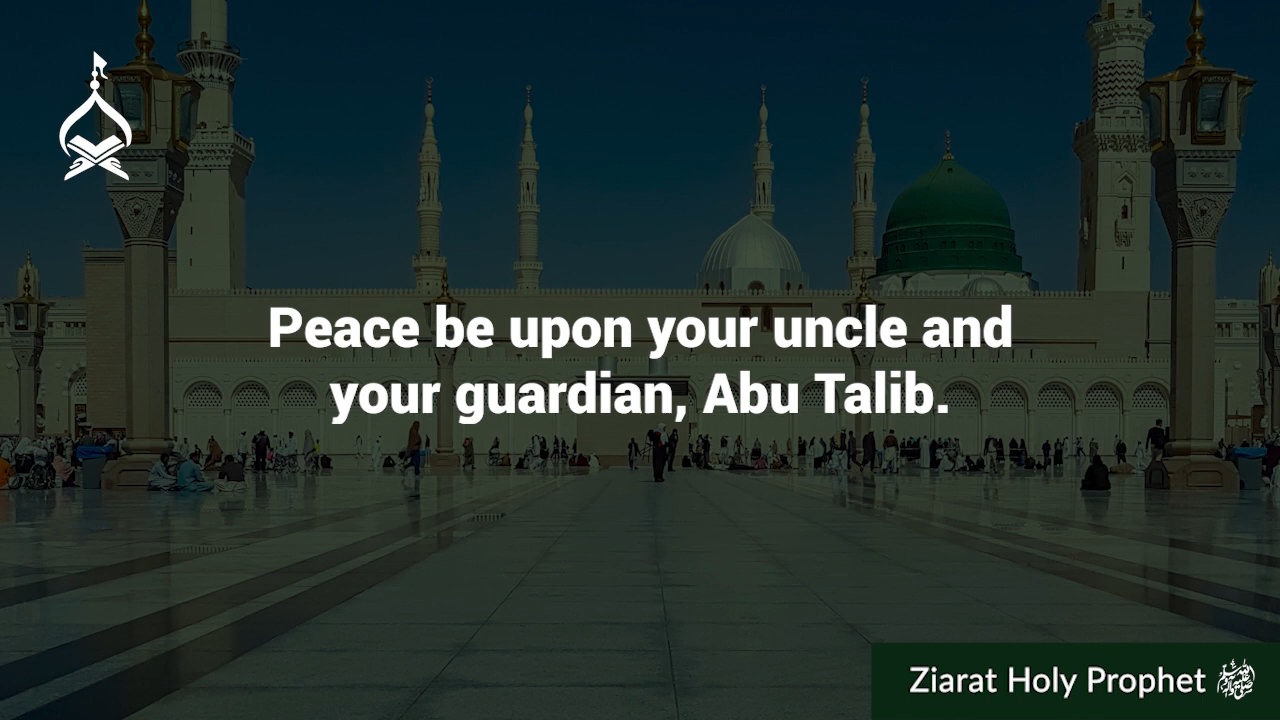 Peace be upon your uncle and
your guardian, Abu Talib.
Ziarat Holy Prophet